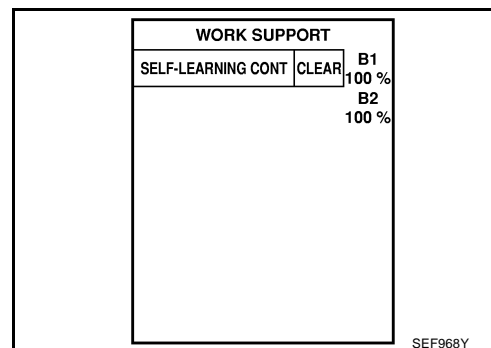 WORK SUPPORT
SELF-LEARNING CONT CLEAR B1
100 %
B2
100 %
SEF968Y